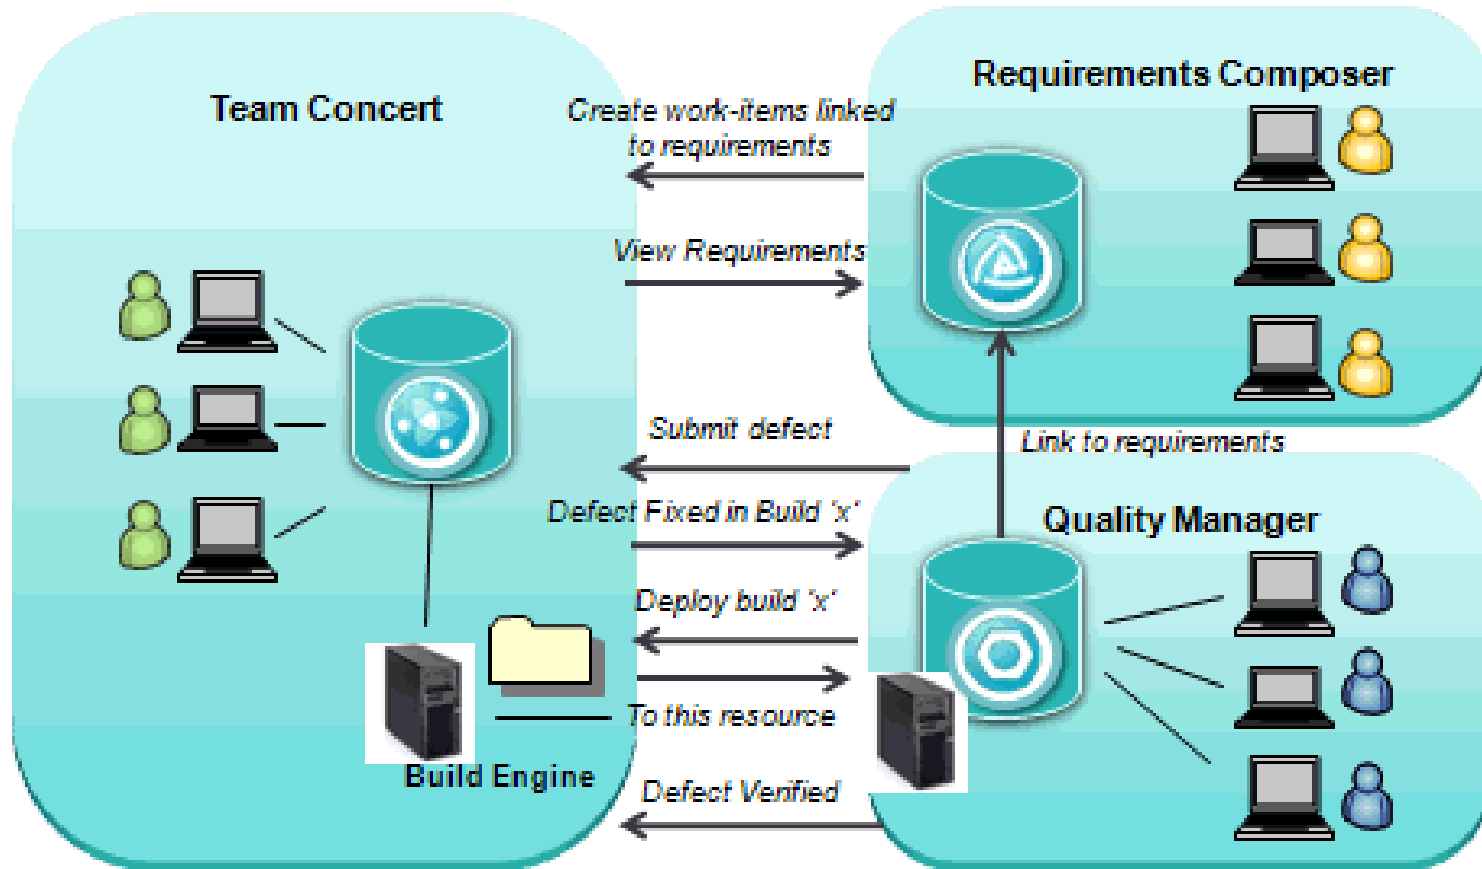 Team Concert
Requirements Composer
Create work-items linked
to requirements
View Requirements
Submit defect
Link to requirements
Defect Fixed in Build 'x'
Quality Manager
Deploy build 'x'
To this resource
Build Engine
Defect Verified